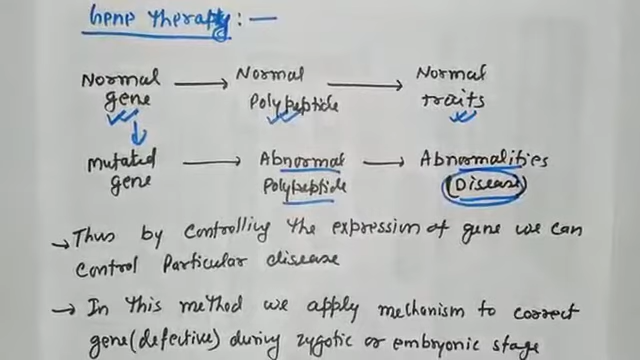 Gene therapy:—
Normal gene → Normal Polypeptide → Normal traits
Mutated gene → Abnormal Polypeptide → Abnormalities (Disease)
→ Thus by controlling the expression of gene we can
control Particular disease
→ In this method we apply mechanism to correct
gene (defective) during zygotic or embryonic stage